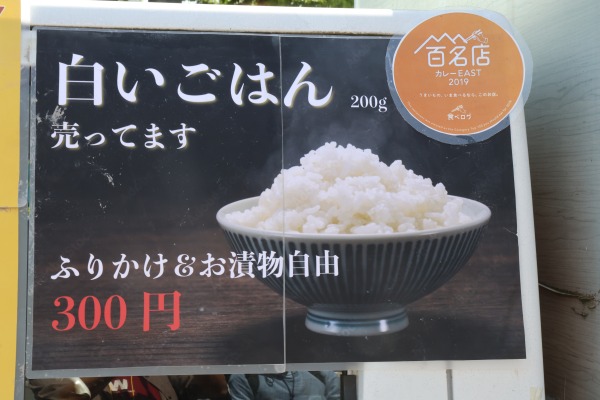 白いごはん 200g
売ってます
ふりかけ&お漬物自由
300円
百名店
カレーEAST
2019
食べログ